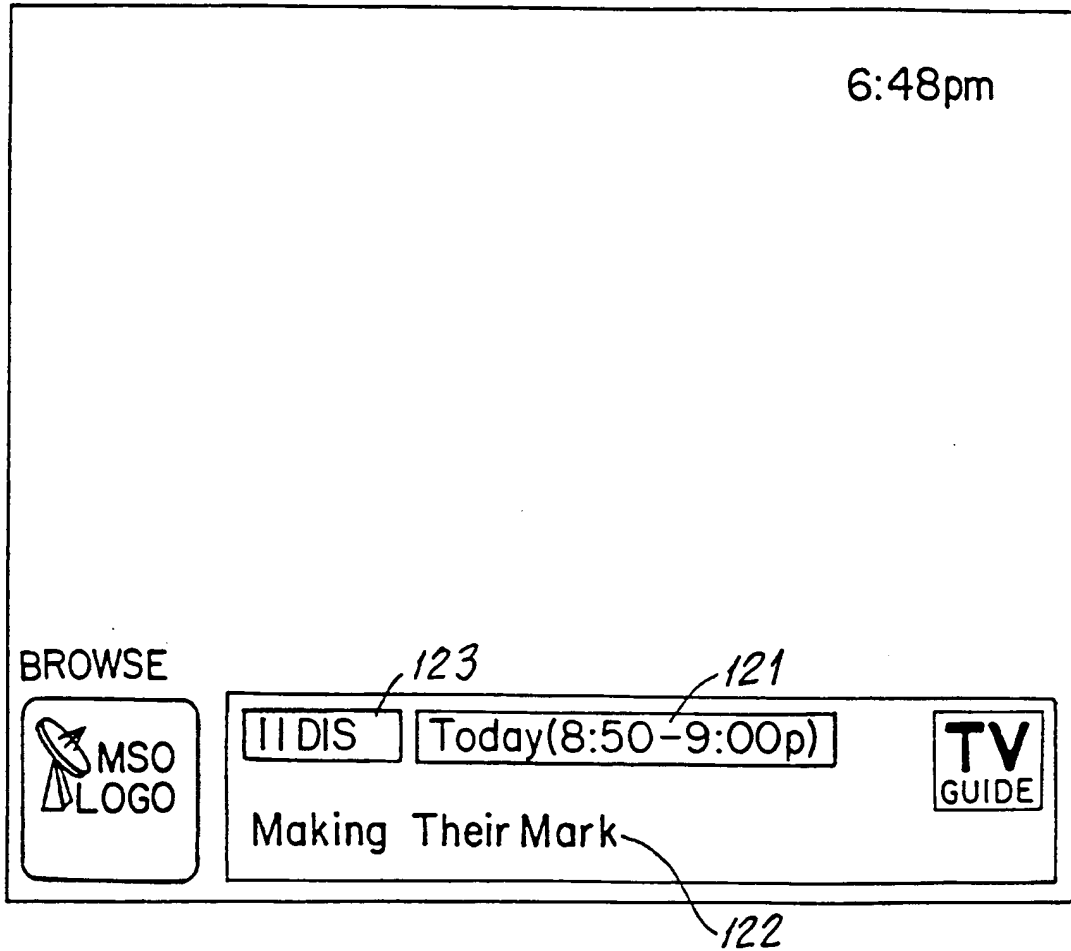 6:48pm
BROWSE
123
121
11 DIS
Today(8:50-9:00p)
TV
GUIDE
MSO
LOGO
Making Their Mark
122